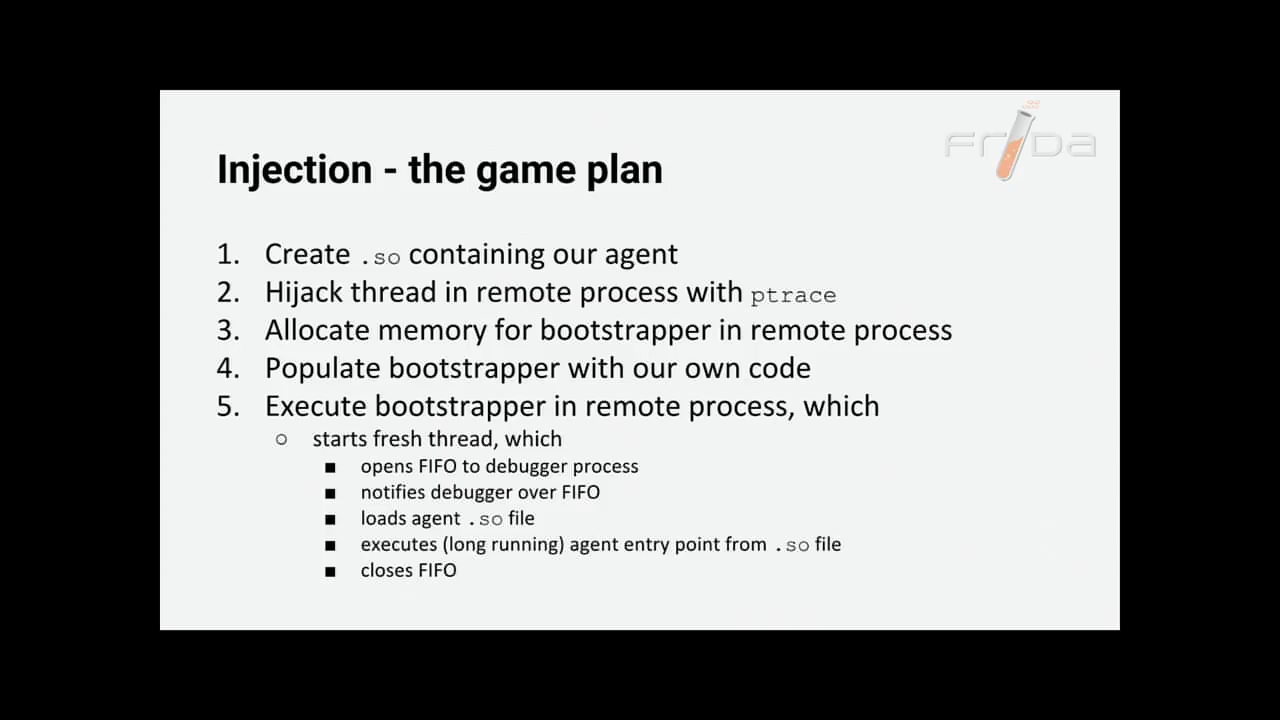 FRIDA
Injection - the game plan
1. Create .so containing our agent
2. Hijack thread in remote process with ptrace
3. Allocate memory for bootstrapper in remote process
4. Populate bootstrapper with our own code
5. Execute bootstrapper in remote process, which
○ starts fresh thread, which
■ opens FIFO to debugger process
■ notifies debugger over FIFO
■ loads agent .so file
■ executes (long running) agent entry point from .so file
■ closes FIFO